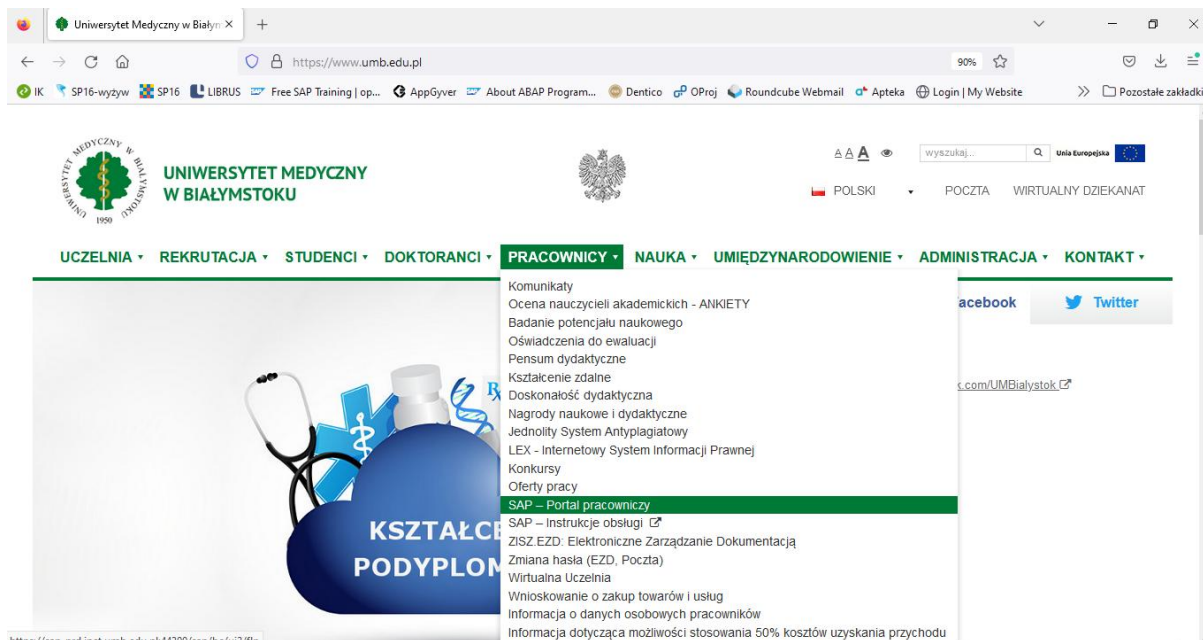 Uniwersytet Medyczny w Białym
https://www.umb.edu.pl
90%
IK
SP16-wyżyw
SP16
LIBRUS
Free SAP Training | op...
AppGyver
About ABAP Program...
Dentico
OProj
Roundcube Webmail
Apteka
Login | My Website
Pozostałe zakładki
UNIWERSYTET MEDYCZNY W BIAŁYMSTOKU
1950
UNIWERSYTET MEDYCZNY
W BIAŁYMSTOKU
A A A
wyszukaj...
Unia Europejska
POLSKI
POCZTA
WIRTUALNY DZIEKANAT
UCZELNIA
REKRUTACJA
STUDENCI
DOKTORANCI
PRACOWNICY
NAUKA
UMIĘDZYNARODOWIENIE
ADMINISTRACJA
KONTAKT
Komunikaty
Ocena nauczycieli akademickich - ANKIETY
Badanie potencjału naukowego
Oświadczenia do ewaluacji
Pensum dydaktyczne
Kształcenie zdalne
Doskonałość dydaktyczna
Nagrody naukowe i dydaktyczne
Jednolity System Antyplagiatowy
LEX - Internetowy System Informacji Prawnej
Konkursy
Oferty pracy
SAP – Portal pracowniczy
SAP – Instrukcje obsługi
ZISZ.EZD: Elektroniczne Zarządzanie Dokumentacją
Zmiana hasła (EZD, Poczta)
Wirtualna Uczelnia
Wnioskowanie o zakup towarów i usług
Informacja o danych osobowych pracowników
Informacja dotycząca możliwości stosowania 50% kosztów uzyskania przychodu
acebook
Twitter
k.com/UMBialystok
KSZTAŁCE
PODYPLOM